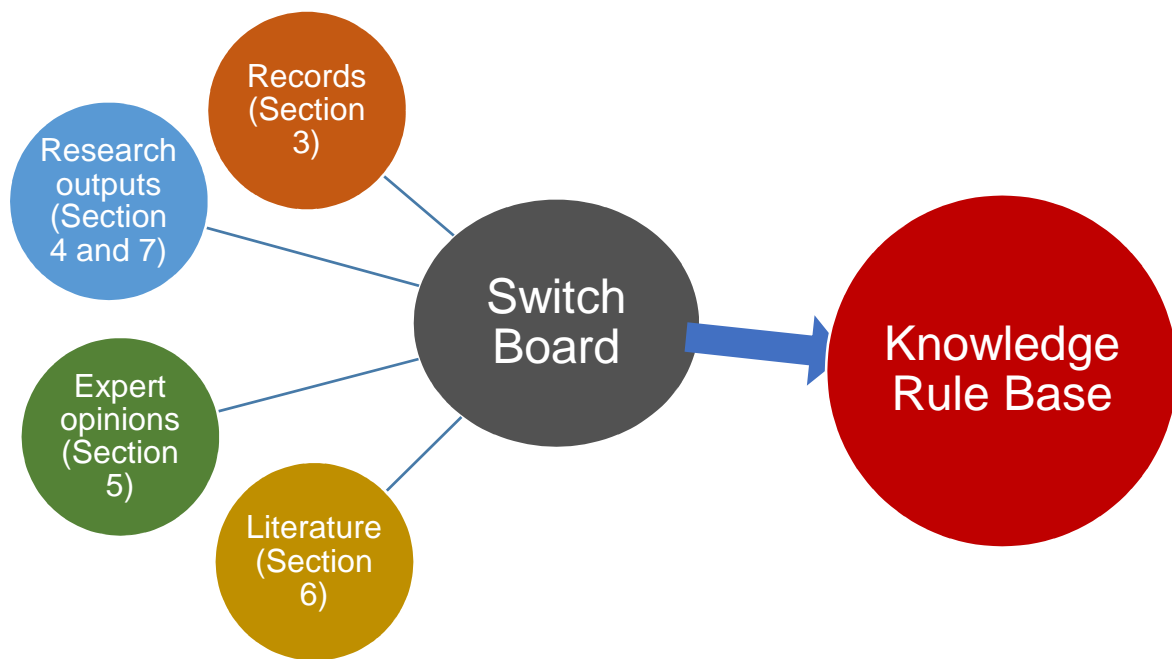 Records
(Section
3)
Research
outputs
(Section
4 and 7)
Expert
opinions
(Section
5)
Literature
(Section
6)
Switch
Board
Knowledge
Rule Base